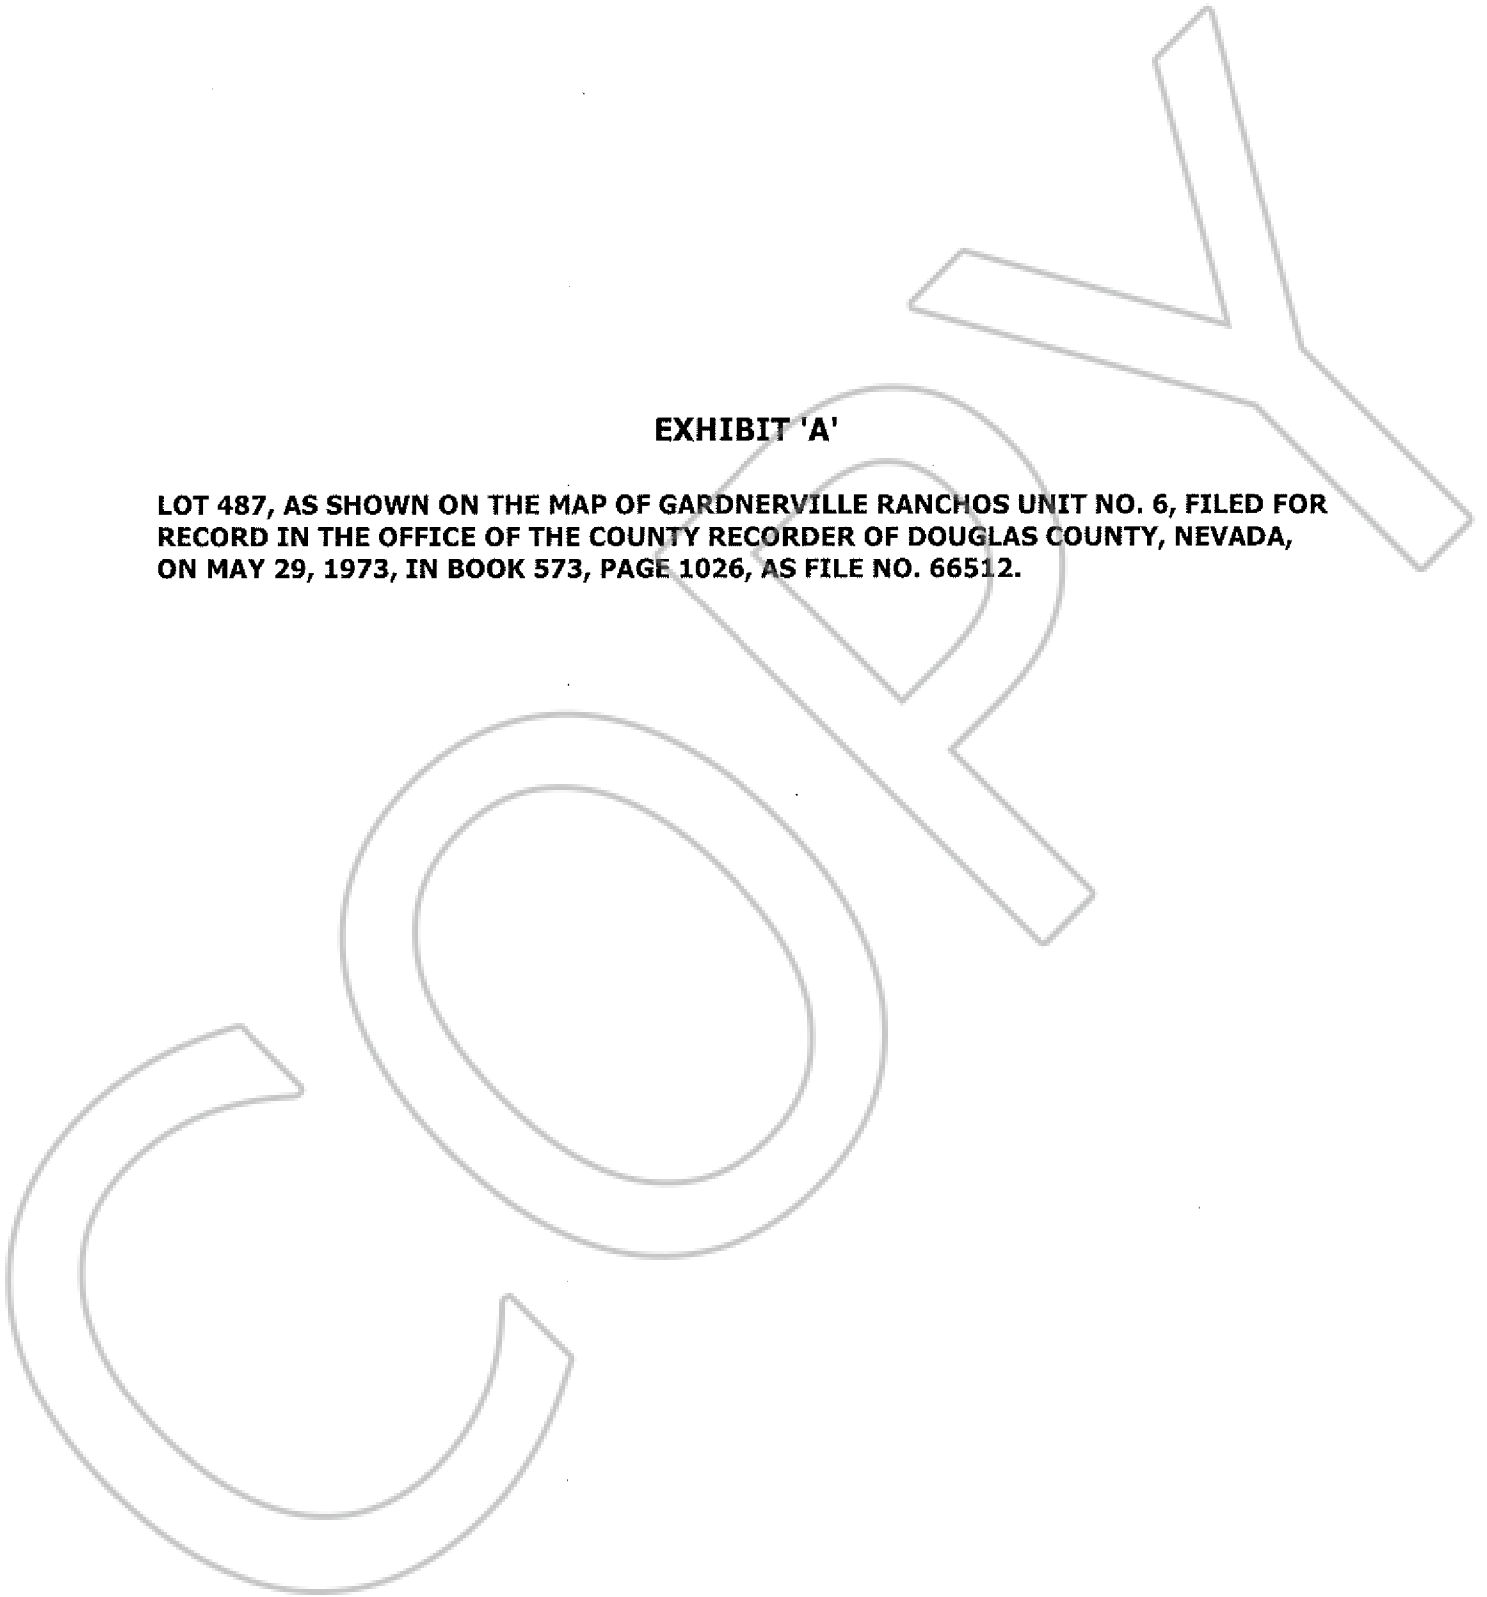 EXHIBIT 'A'
LOT 487, AS SHOWN ON THE MAP OF GARDNERVILLE RANCHOS UNIT NO. 6, FILED FOR
RECORD IN THE OFFICE OF THE COUNTY RECORDER OF DOUGLAS COUNTY, NEVADA,
ON MAY 29, 1973, IN BOOK 573, PAGE 1026, AS FILE NO. 66512.
COPY